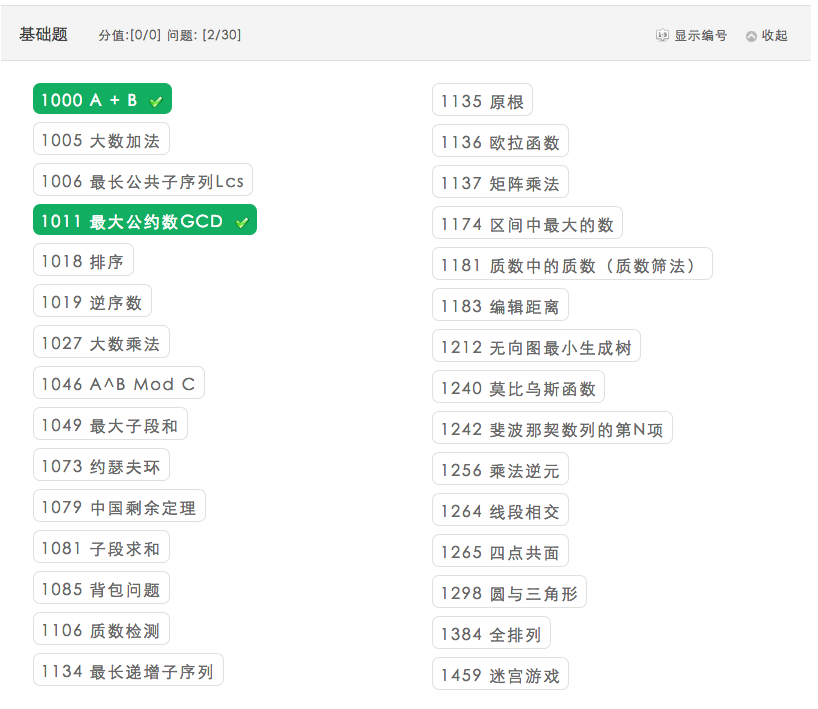 基础题 分值:[0/0] 问题: [2/30] 显示编号 收起
1000 A + B
1005 大数加法
1006 最长公共子序列Lcs
1011 最大公约数GCD
1018 排序
1019 逆序数
1027 大数乘法
1046 A^B Mod C
1049 最大子段和
1073 约瑟夫环
1079 中国剩余定理
1081 子段求和
1085 背包问题
1106 质数检测
1134 最长递增子序列
1135 原根
1136 欧拉函数
1137 矩阵乘法
1174 区间中最大的数
1181 质数中的质数（质数筛法）
1183 编辑距离
1212 无向图最小生成树
1240 莫比乌斯函数
1242 斐波那契数列的第N项
1256 乘法逆元
1264 线段相交
1265 四点共面
1298 圆与三角形
1384 全排列
1459 迷宫游戏